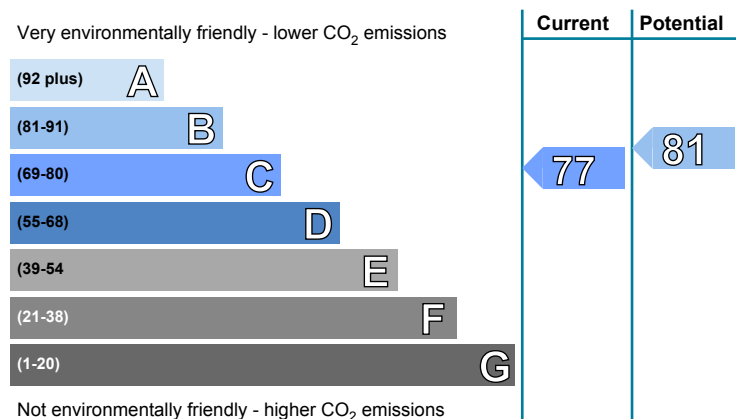 Very environmentally friendly - lower CO₂ emissions
Current
Potential
(92 plus) A
(81-91) B
(69-80) C
(55-68) D
(39-54 E
(21-38) F
(1-20) G
77
81
Not environmentally friendly - higher CO₂ emissions